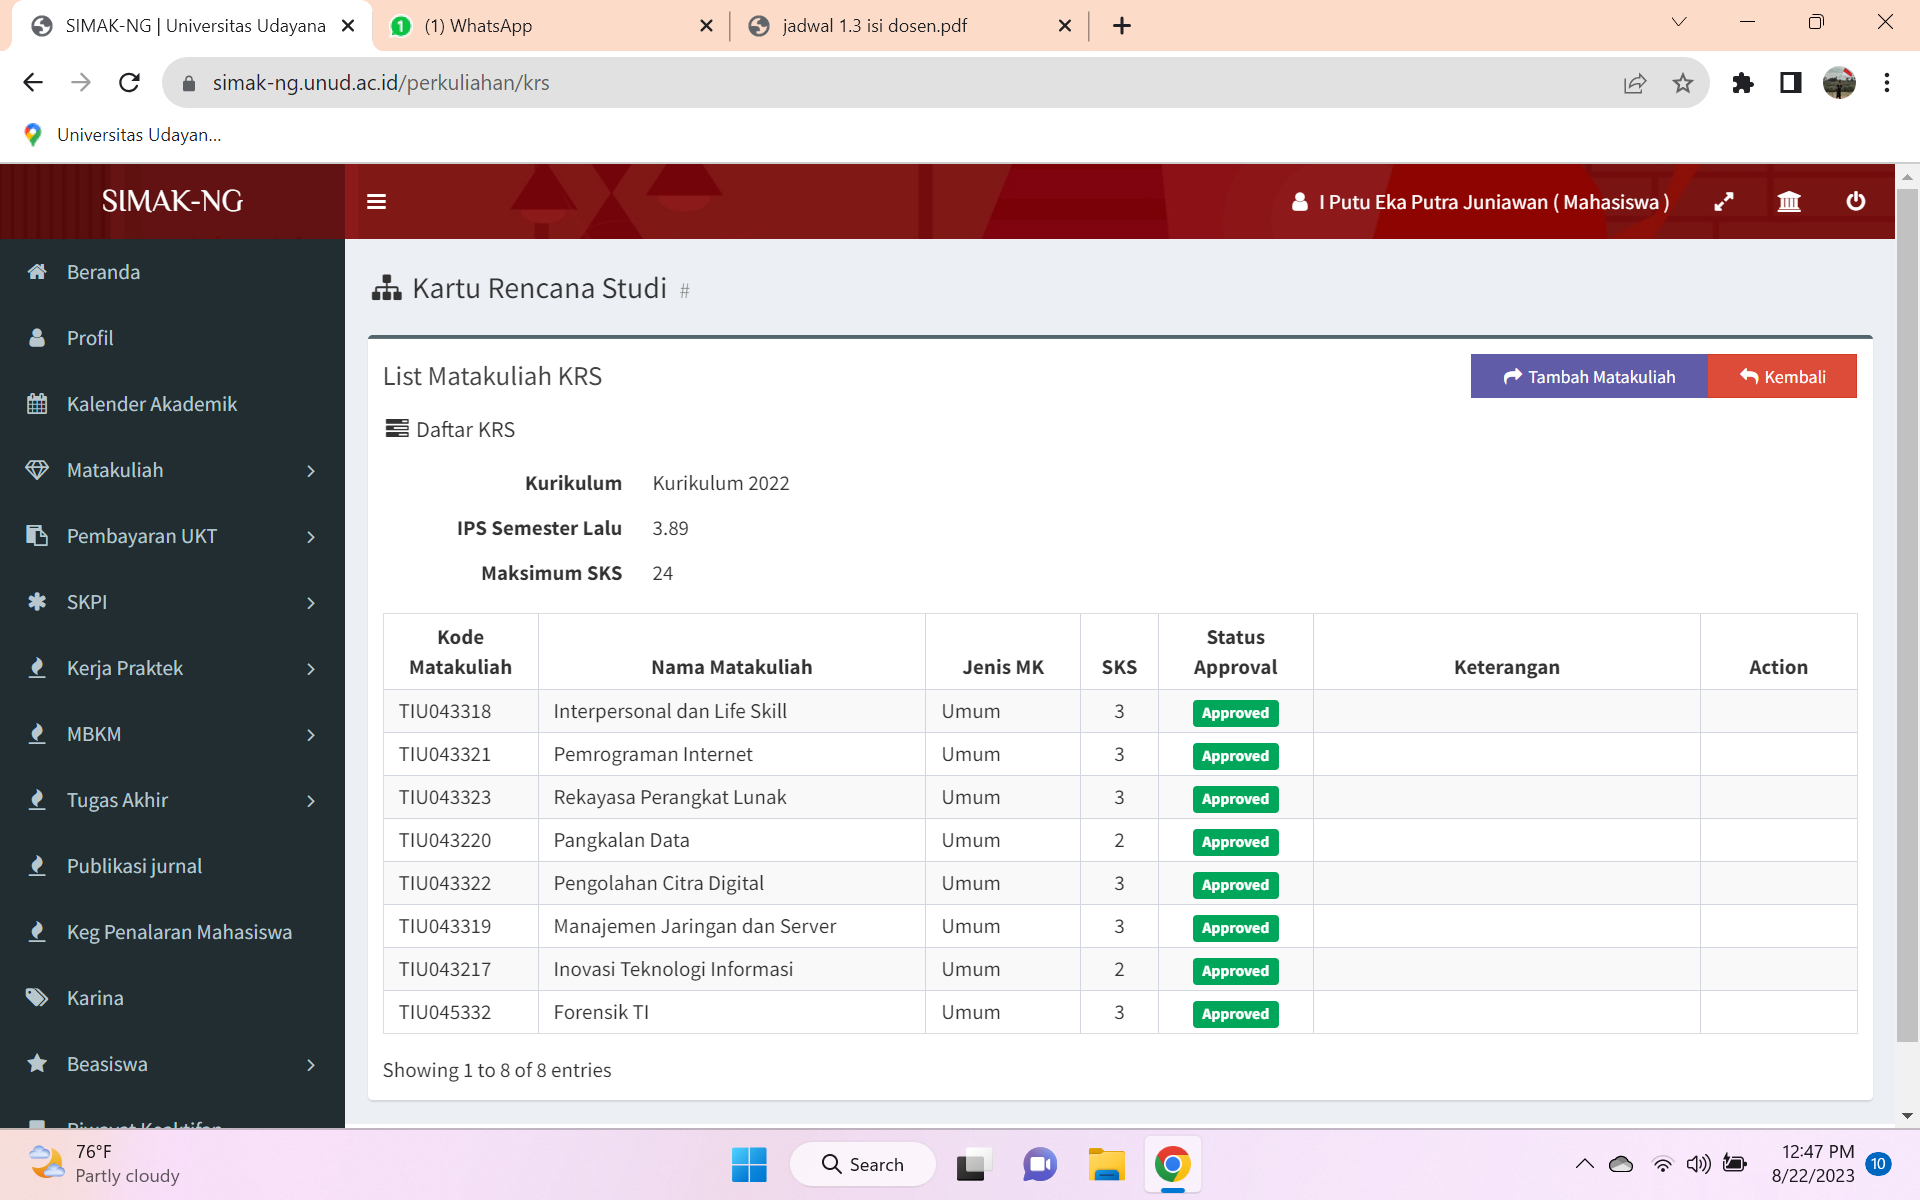 SIMAK-NG | Universitas Udayana
(1) WhatsApp
jadwal 1.3 isi dosen.pdf
simak-ng.unud.ac.id/perkuliahan/krs
Universitas Udayan...
SIMAK-NG
I Putu Eka Putra Juniawan ( Mahasiswa )
Beranda
Profil
Kalender Akademik
Matakuliah
Pembayaran UKT
SKPI
Kerja Praktek
MBKM
Tugas Akhir
Publikasi jurnal
Keg Penalaran Mahasiswa
Karina
Beasiswa
Riwayat Keaktifan
Kartu Rencana Studi #
List Matakuliah KRS
Tambah Matakuliah Kembali
Daftar KRS
Kurikulum Kurikulum 2022
IPS Semester Lalu 3.89
Maksimum SKS 24
Kode Matakuliah Nama Matakuliah Jenis MK SKS Status Approval Keterangan Action
TIU043318 Interpersonal dan Life Skill Umum 3 Approved
TIU043321 Pemrograman Internet Umum 3 Approved
TIU043323 Rekayasa Perangkat Lunak Umum 3 Approved
TIU043220 Pangkalan Data Umum 2 Approved
TIU043322 Pengolahan Citra Digital Umum 3 Approved
TIU043319 Manajemen Jaringan dan Server Umum 3 Approved
TIU043217 Inovasi Teknologi Informasi Umum 2 Approved
TIU045332 Forensik TI Umum 3 Approved
Showing 1 to 8 of 8 entries
76°F
Partly cloudy
Search
12:47 PM
8/22/2023
10